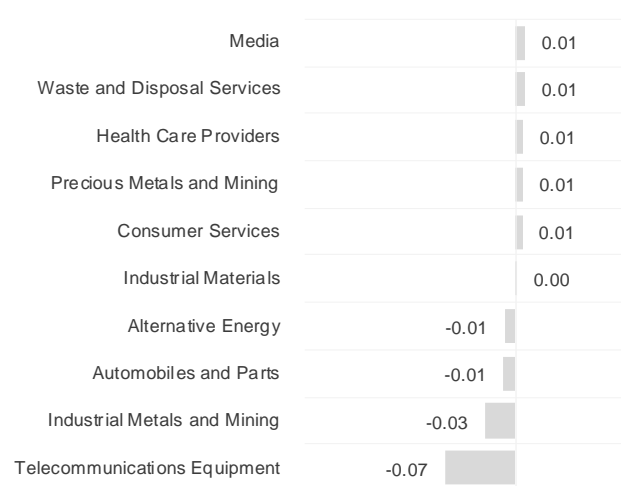 Media 0.01
Waste and Disposal Services 0.01
Health Care Providers 0.01
Precious Metals and Mining 0.01
Consumer Services 0.01
Industrial Materials 0.00
Alternative Energy -0.01
Automobiles and Parts -0.01
Industrial Metals and Mining -0.03
Telecommunications Equipment -0.07